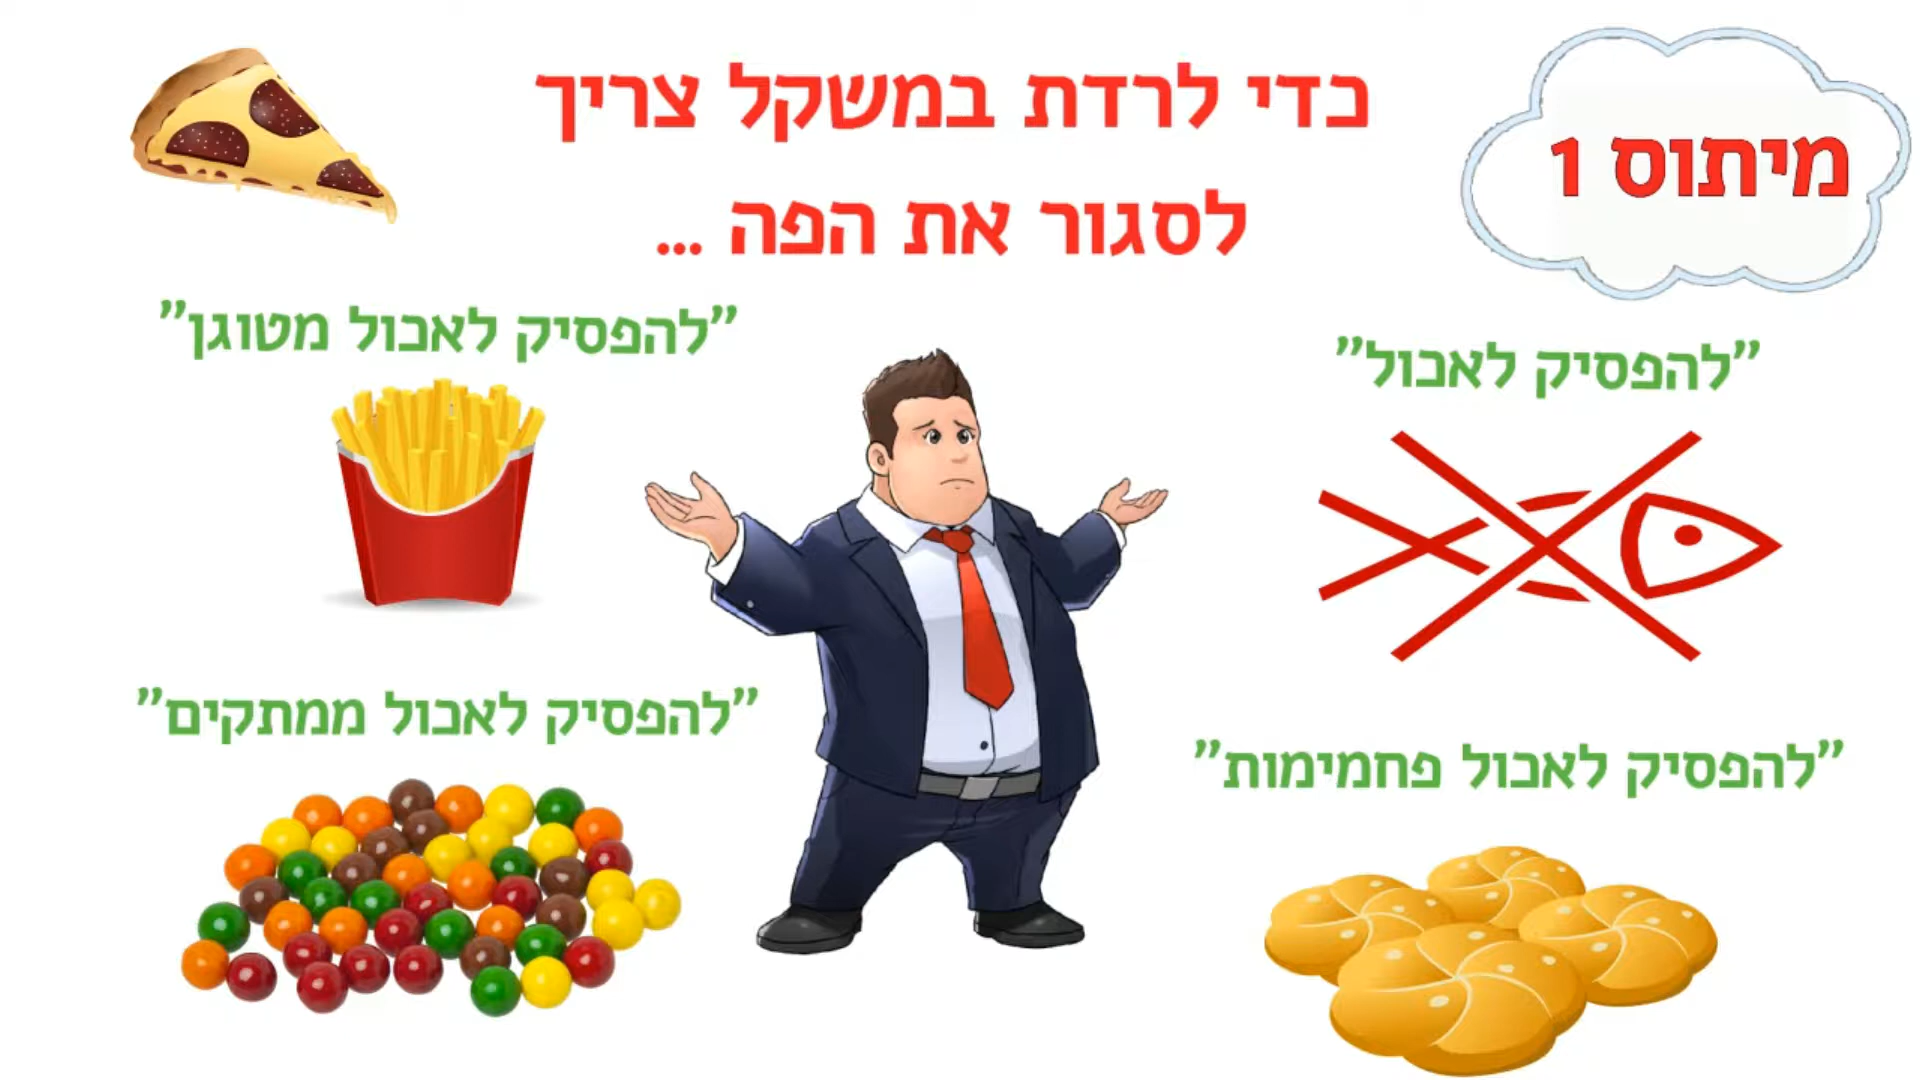 מיתוס 1
כדי לרדת במשקל צריך
לסגור את הפה ...
"להפסיק לאכול"
"להפסיק לאכול מטוגן"
"להפסיק לאכול פחמימות"
"להפסיק לאכול ממתקים"